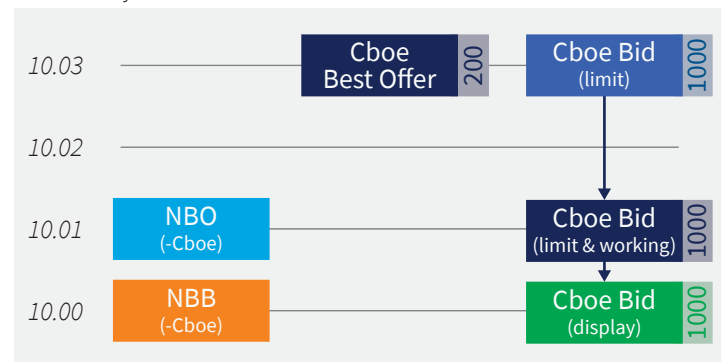 10.03
Cboe
Best Offer
200
Cboe Bid
(limit)
1000
10.02
10.01
NBO
(-Cboe)
Cboe Bid
(limit & working)
1000
10.00
NBB
(-Cboe)
Cboe Bid
(display)
1000